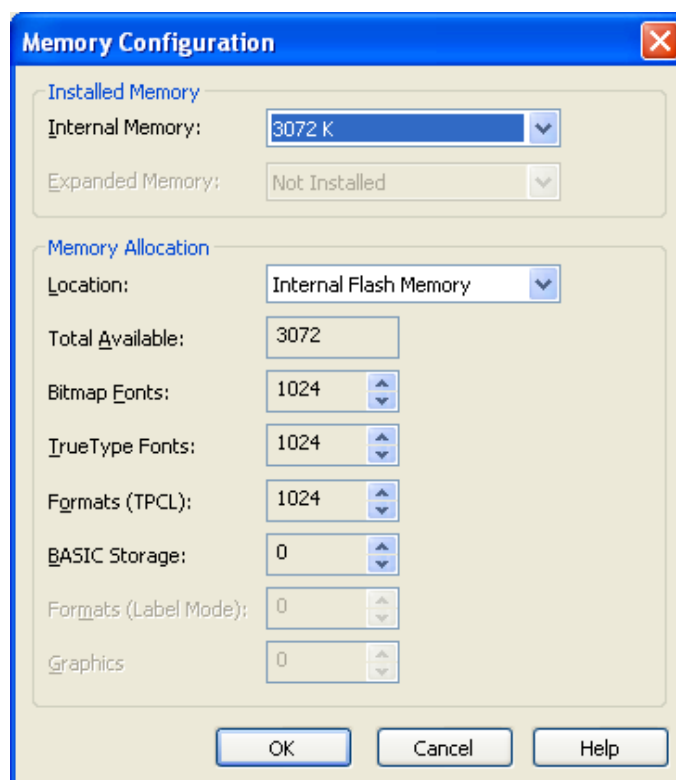 Memory Configuration
Installed Memory
Internal Memory: 3072 K
Expanded Memory: Not Installed
Memory Allocation
Location: Internal Flash Memory
Total Available: 3072
Bitmap Fonts: 1024
TrueType Fonts: 1024
Formats (TPCL): 1024
BASIC Storage: 0
Formats (Label Mode): 0
Graphics 0
OK Cancel Help